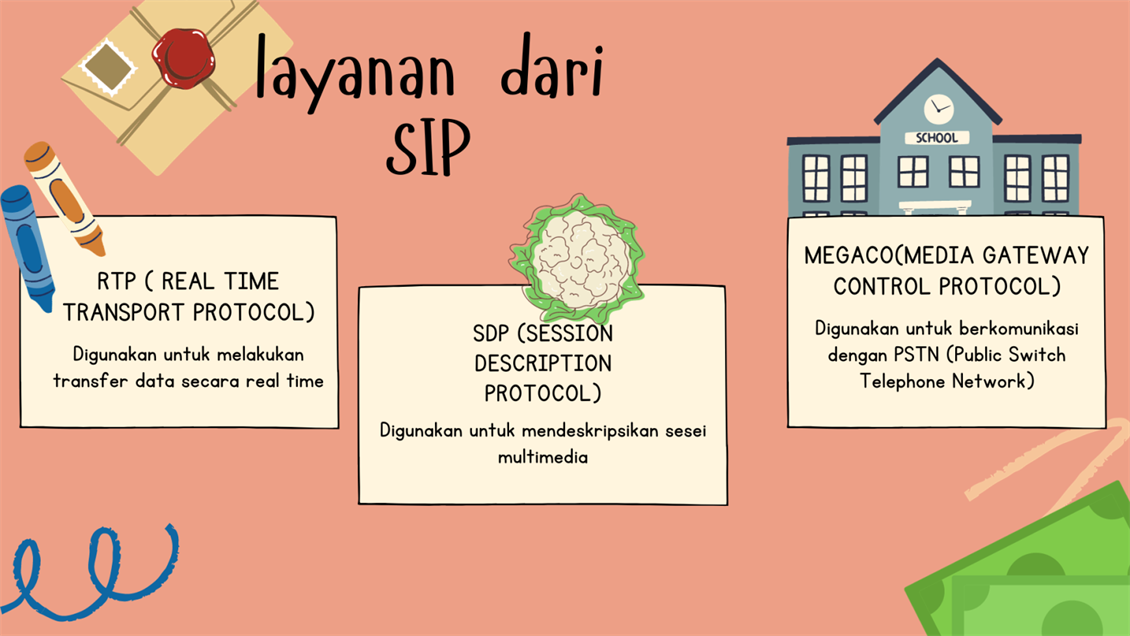 layanan dari
SIP
RTP ( REAL TIME
TRANSPORT PROTOCOL)
Digunakan untuk melakukan
transfer data secara real time
SDP (SESSION
DESCRIPTION
PROTOCOL)
Digunakan untuk mendeskripsikan sesei
multimedia
SCHOOL
MEGACO(MEDIA GATEWAY
CONTROL PROTOCOL)
Digunakan untuk berkomunikasi
dengan PSTN (Public Switch
Telephone Network)